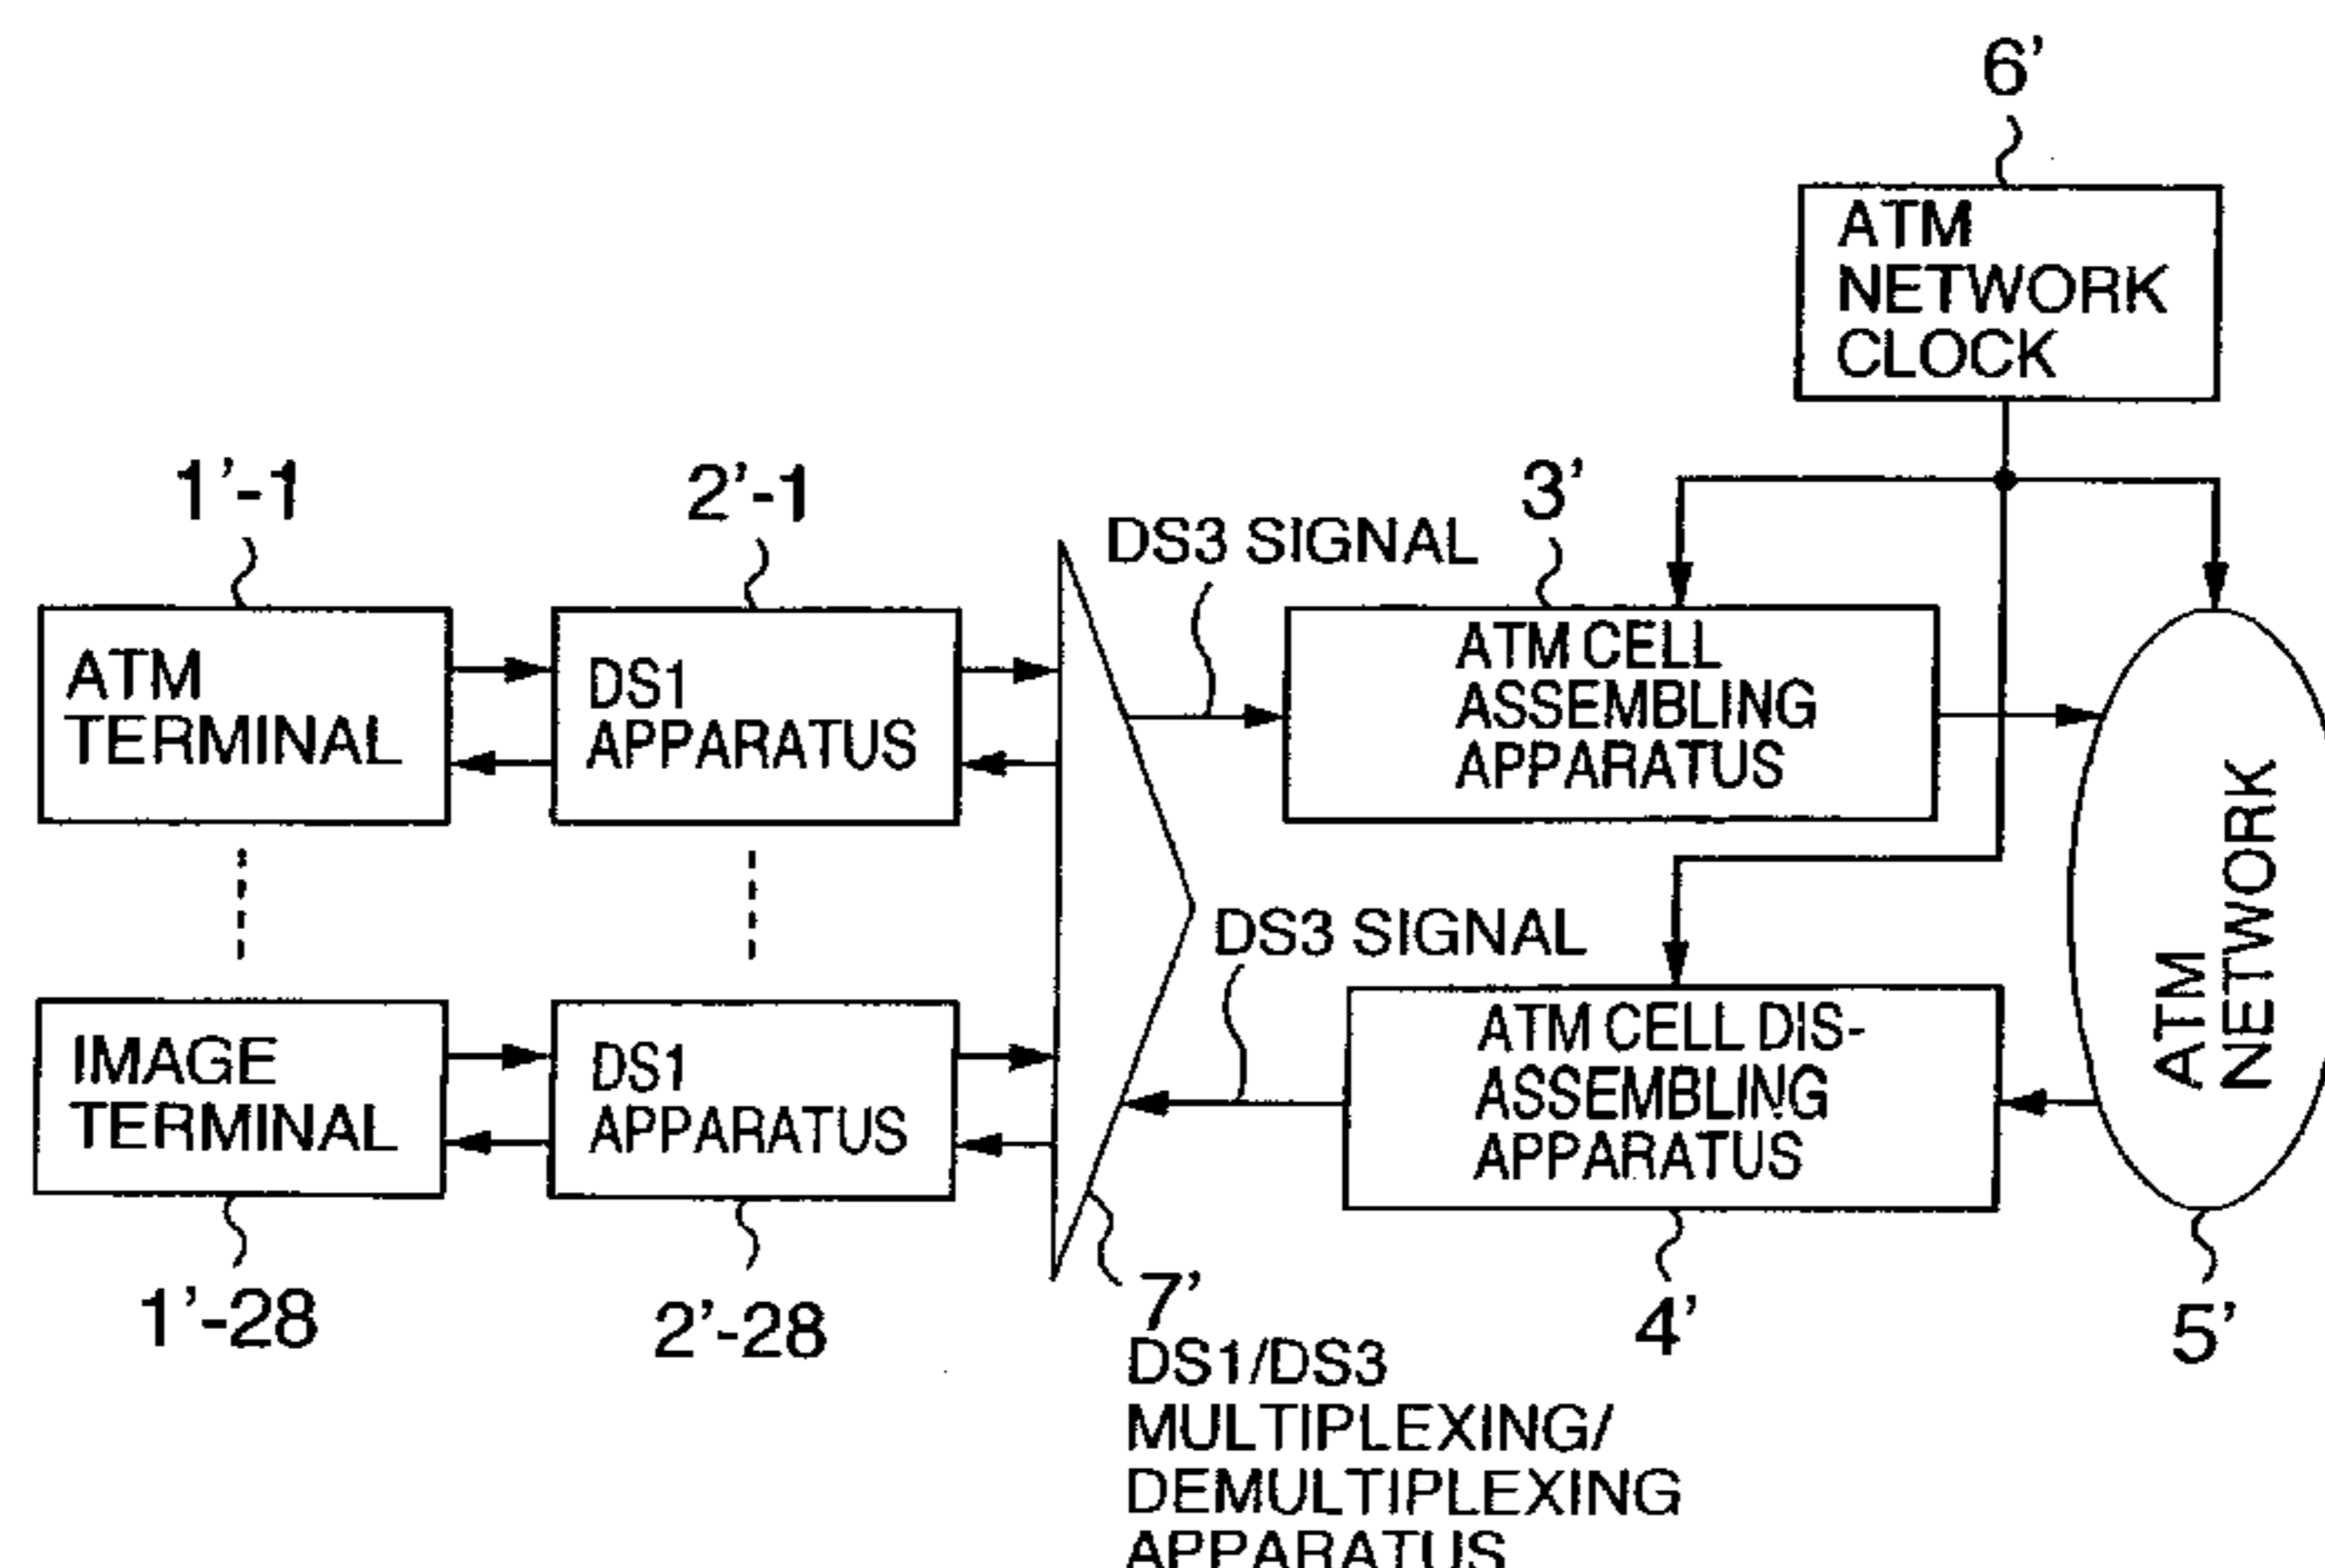 6'
ATM
NETWORK
CLOCK
1'-1
2'-1
DS3 SIGNAL
3'
ATM
TERMINAL
DS1
APPARATUS
ATM CELL
ASSEMBLING
APPARATUS
ATM
NETWORK
DS3 SIGNAL
IMAGE
TERMINAL
DS1
APPARATUS
ATM CELL DIS-
ASSEMBLING
APPARATUS
1'-28
2'-28
7'
DS1/DS3
MULTIPLEXING/
DEMULTIPLEXING
APPARATUS
4'
5'